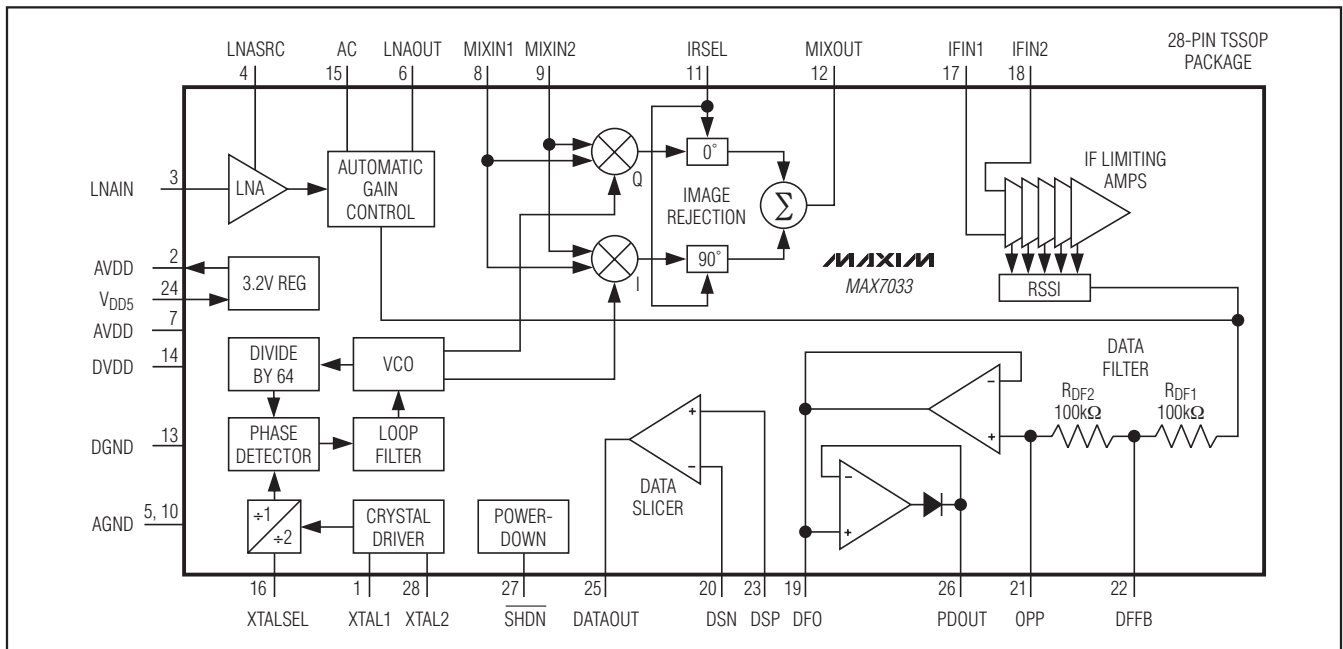 LNASRC AC LNAOUT MIXIN1 MIXIN2 IRSEL MIXOUT IFIN1 IFIN2
28-PIN TSSOP
PACKAGE
4 15 6 8 9 11 12 17 18
LNAIN 3
LNA
AUTOMATIC
GAIN
CONTROL
Q
0°
IMAGE
REJECTION
Σ
IF LIMITING
AMPS
I
90°
RSSI
MAXIM
MAX7033
AVDD 2
3.2V REG
VDD5 24
AVDD 7
DVDD 14
DIVIDE
BY 64
VCO
DGND 13
PHASE
DETECTOR
LOOP
FILTER
AGND 5, 10
÷1
÷2
CRYSTAL
DRIVER
POWER-
DOWN
+
−
DATA
SLICER
DATA
FILTER
RDF2
100kΩ
RDF1
100kΩ
−
+
−
+
16 1 28 27 25 20 23 19 26 21 22
XTALSEL XTAL1 XTAL2 SHDN DATAOUT DSN DSP DFO PDOUT OPP DFFB